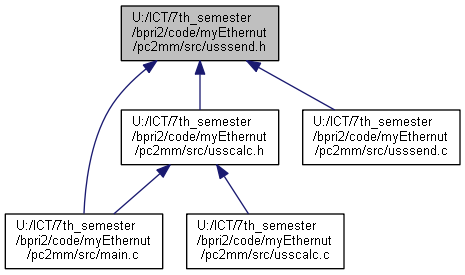 U:/ICT/7th_semester
/bpri2/code/myEthernut
/pc2mm/src/usssend.h
U:/ICT/7th_semester
/bpri2/code/myEthernut
/pc2mm/src/usscalc.h
U:/ICT/7th_semester
/bpri2/code/myEthernut
/pc2mm/src/usssend.c
U:/ICT/7th_semester
/bpri2/code/myEthernut
/pc2mm/src/main.c
U:/ICT/7th_semester
/bpri2/code/myEthernut
/pc2mm/src/usscalc.c